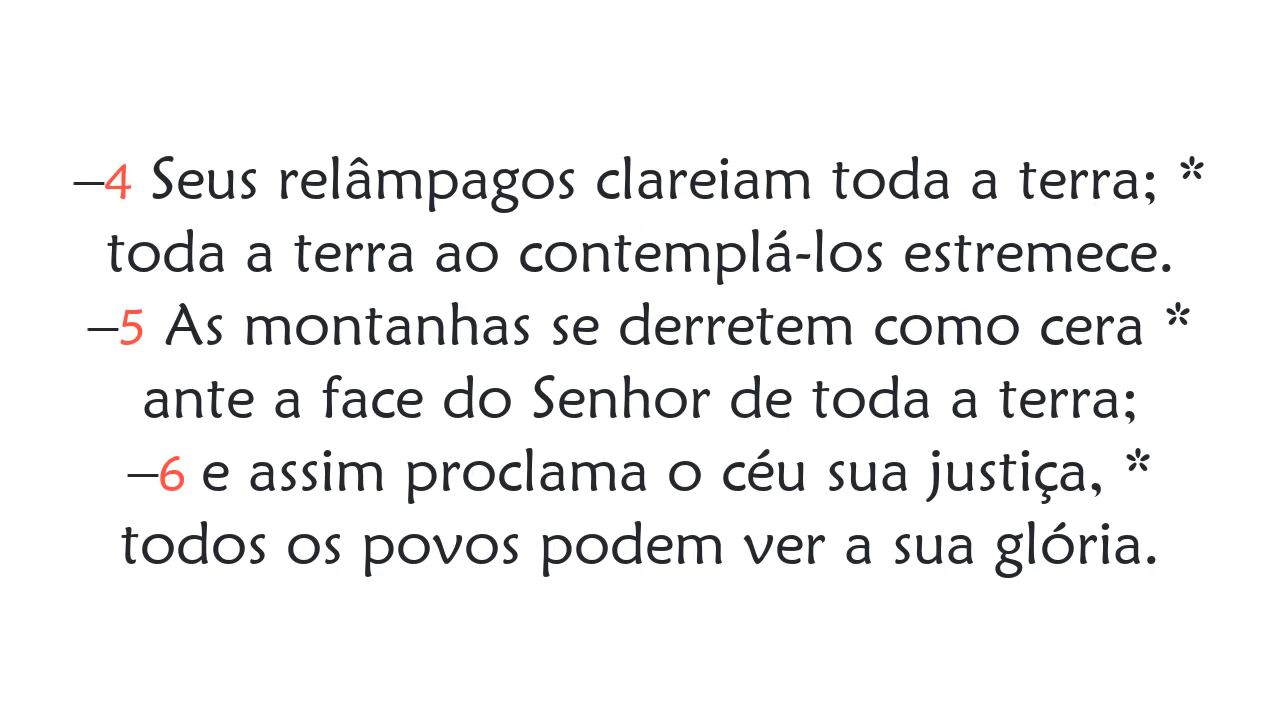 –4 Seus relâmpagos clareiam toda a terra; *
toda a terra ao contemplá-los estremece.
–5 As montanhas se derretem como cera *
ante a face do Senhor de toda a terra;
–6 e assim proclama o céu sua justiça, *
todos os povos podem ver a sua glória.